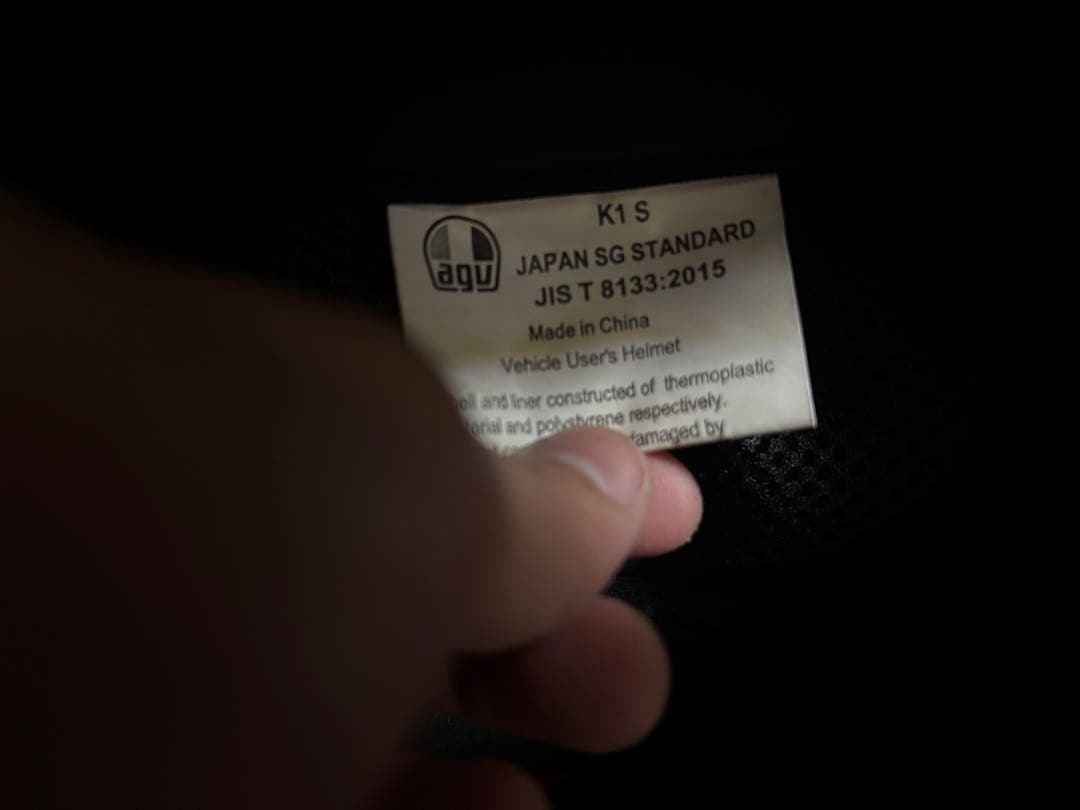 K1 S
agv
JAPAN SG STANDARD
JIS T 8133:2015
Made in China
Vehicle User's Helmet
and liner constructed of thermoplastic
and polystyrene respectively.
damaged by